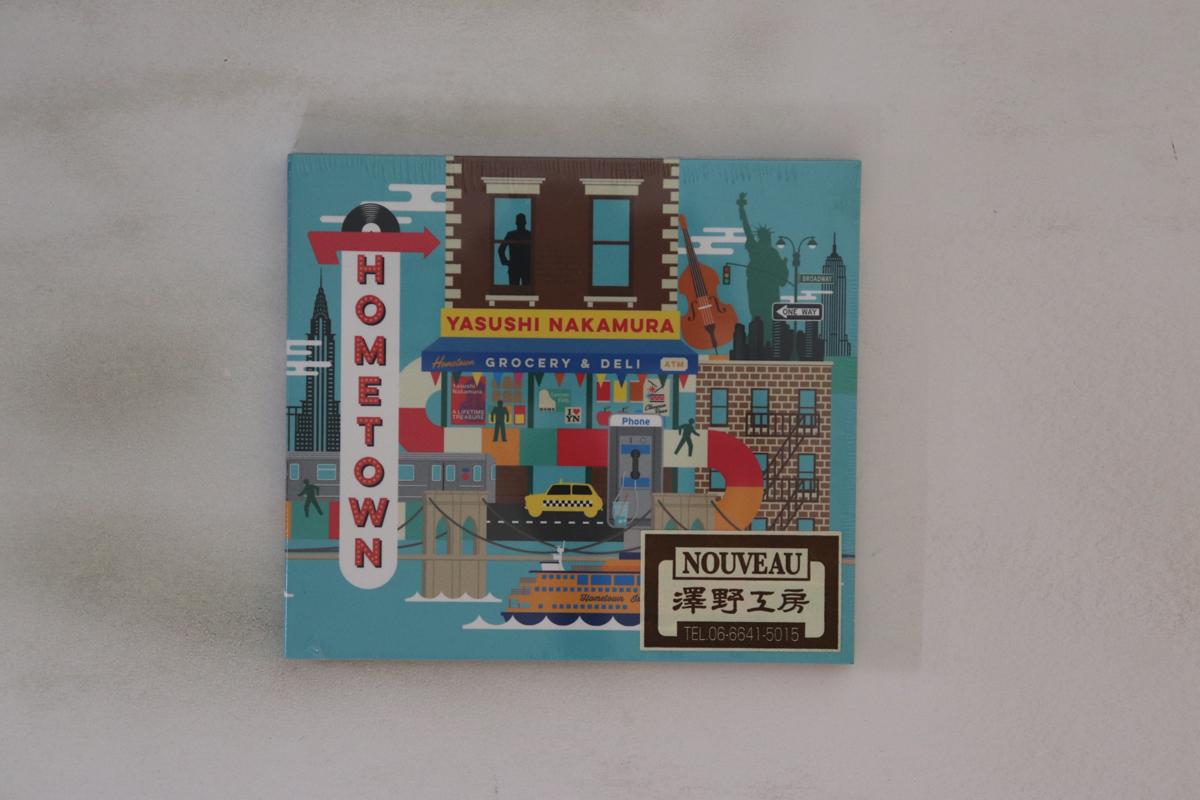 HOMETOWN
YASUSHI NAKAMURA
Hometown GROCERY & DELI ATM
Yasushi
Nakamura
A LIFETIME
TREASURE
I ♥
YN
Phone
BROADWAY
ONE WAY
Hometown
NOUVEAU
澤野工房
TEL.06-6641-5015